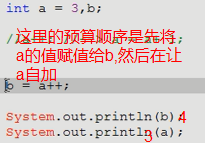 int a = 3,b;
//这里的预算顺序是先将
a的值赋值给b,然后在让
a自加
b = a++;
System.out.println(b);4
System.out.println(a);
3